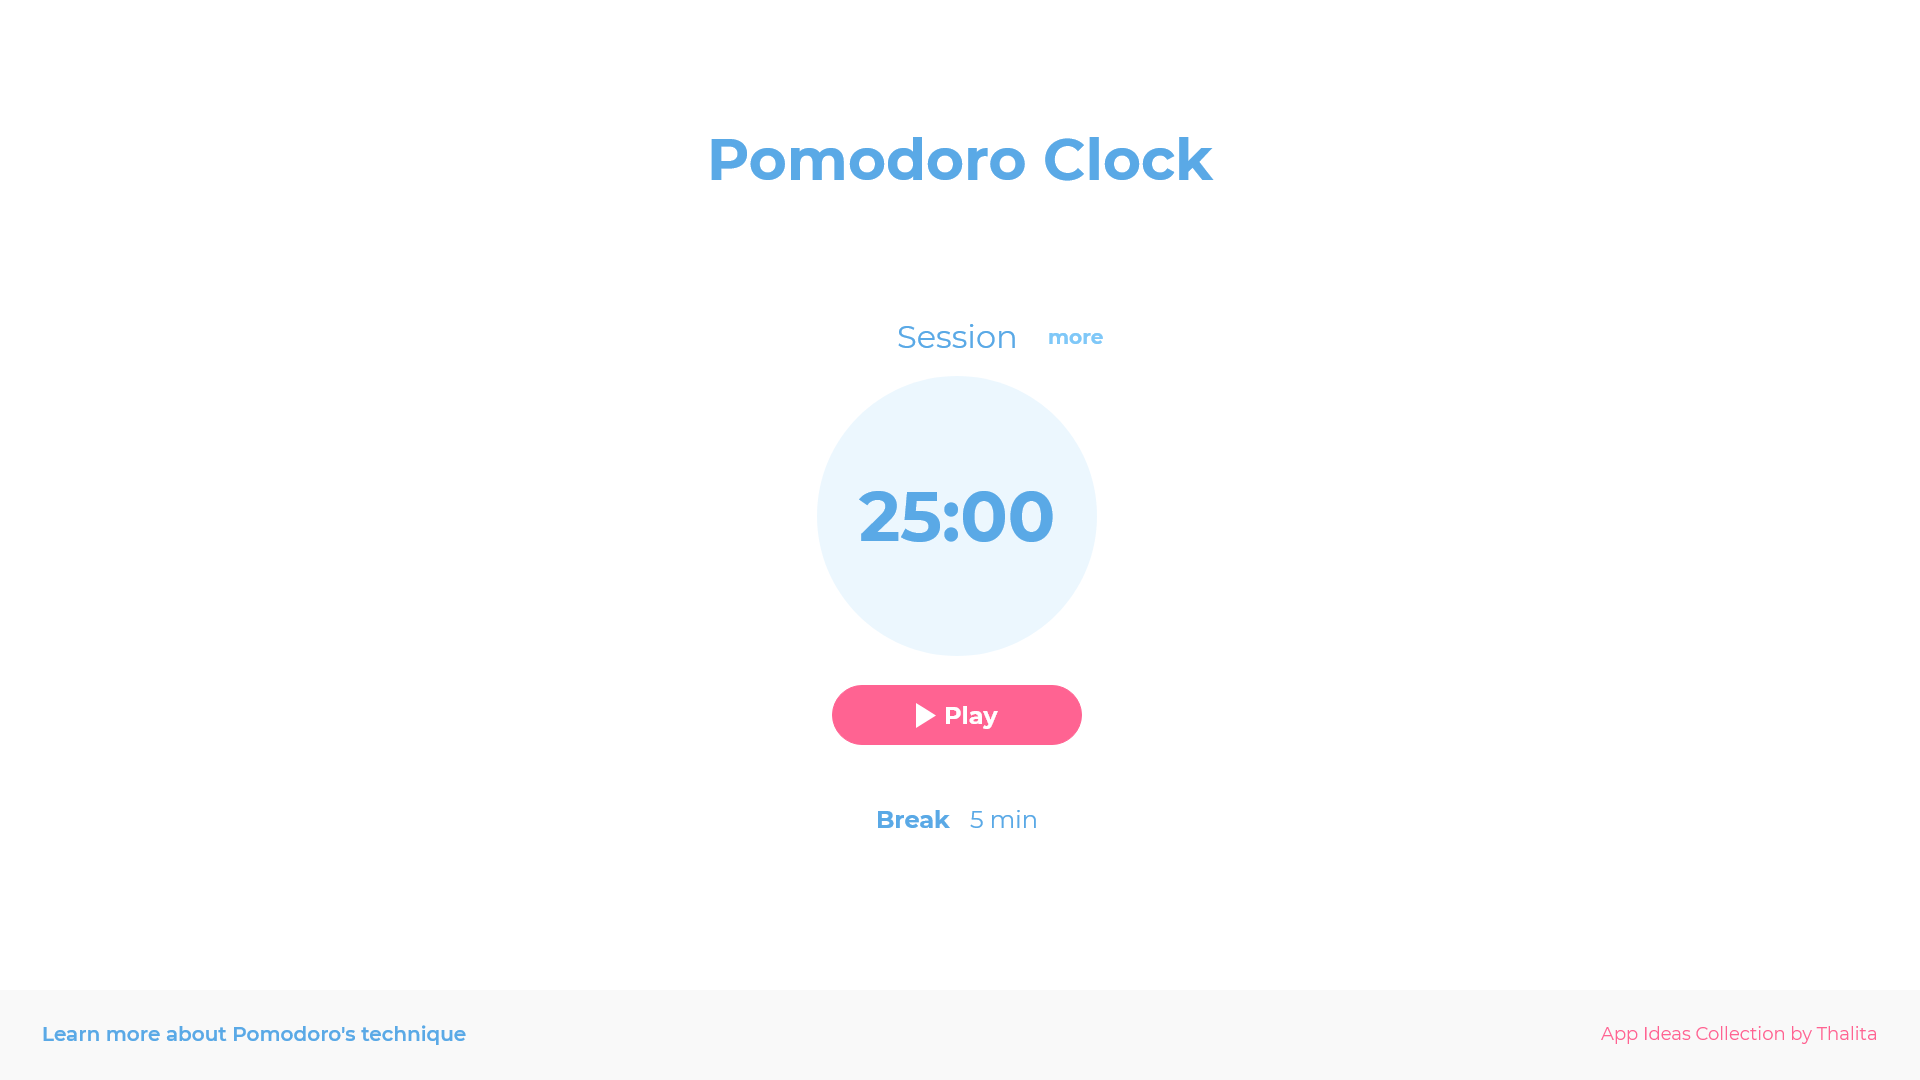 Pomodoro Clock
Session more
25:00
Play
Break 5 min
Learn more about Pomodoro's technique
App Ideas Collection by Thalita